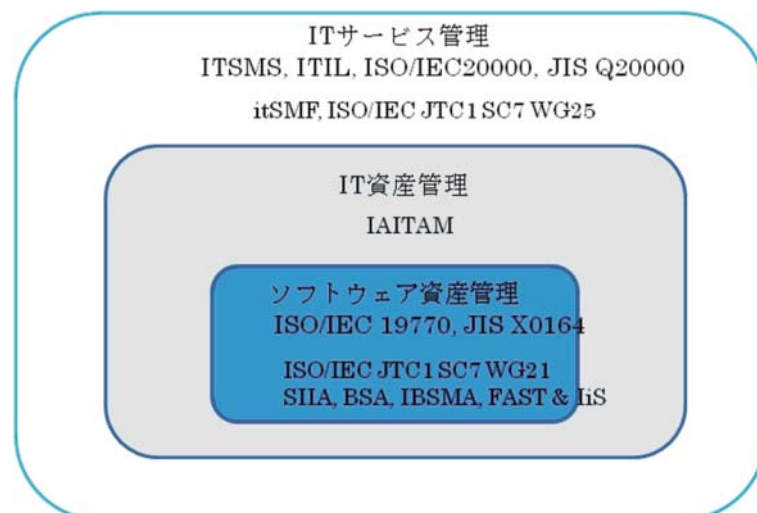 ITサービス管理
ITSMS, ITIL, ISO/IEC20000, JIS Q20000
itSMF, ISO/IEC JTC1 SC7 WG25
IT資産管理
IAITAM
ソフトウェア資産管理
ISO/IEC 19770, JIS X0164
ISO/IEC JTC1 SC7 WG21
SIIA, BSA, IBSMA, FAST & IiS